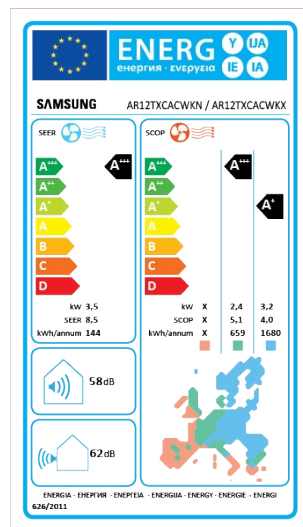 ENERG Y IJA
енергия · ενεργεια IE IA
SAMSUNG AR12TXCACWKN / AR12TXCACWKX
SEER SCOP
A+++ A+++ A+++ A+++
A++ A++
A+ A+ A+
A A
B B
C C
D D
kW 3,5 kW X 2,4 3,2
SEER 8,5 SCOP X 5,1 4,0
kWh/annum 144 kWh/annum X 659 1680
58dB
62dB
ENERGIA · ЕНЕРГИЯ · ΕΝΕΡΓΕΙΑ · ENERGIJA · ENERGY · ENERGIE · ENERGI
626/2011